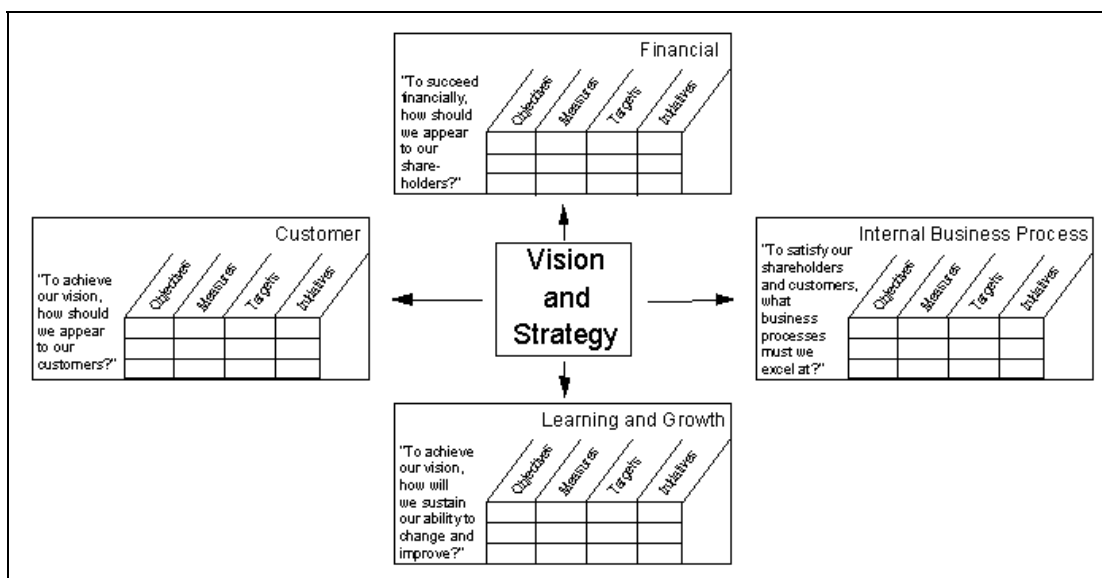 Financial
"To succeed
financially,
how should
we appear
to our
share-
holders?"
Objectives
Measures
Targets
Initiatives
Customer
"To achieve
our vision,
how should
we appear
to our
customers?"
Objectives
Measures
Targets
Initiatives
Vision
and
Strategy
Internal Business Process
"To satisfy our
shareholders
and customers,
what
business
processes
must we
excel at?"
Objectives
Measures
Targets
Initiatives
Learning and Growth
"To achieve
our vision,
how will
we sustain
our ability to
change and
improve?"
Objectives
Measures
Targets
Initiatives